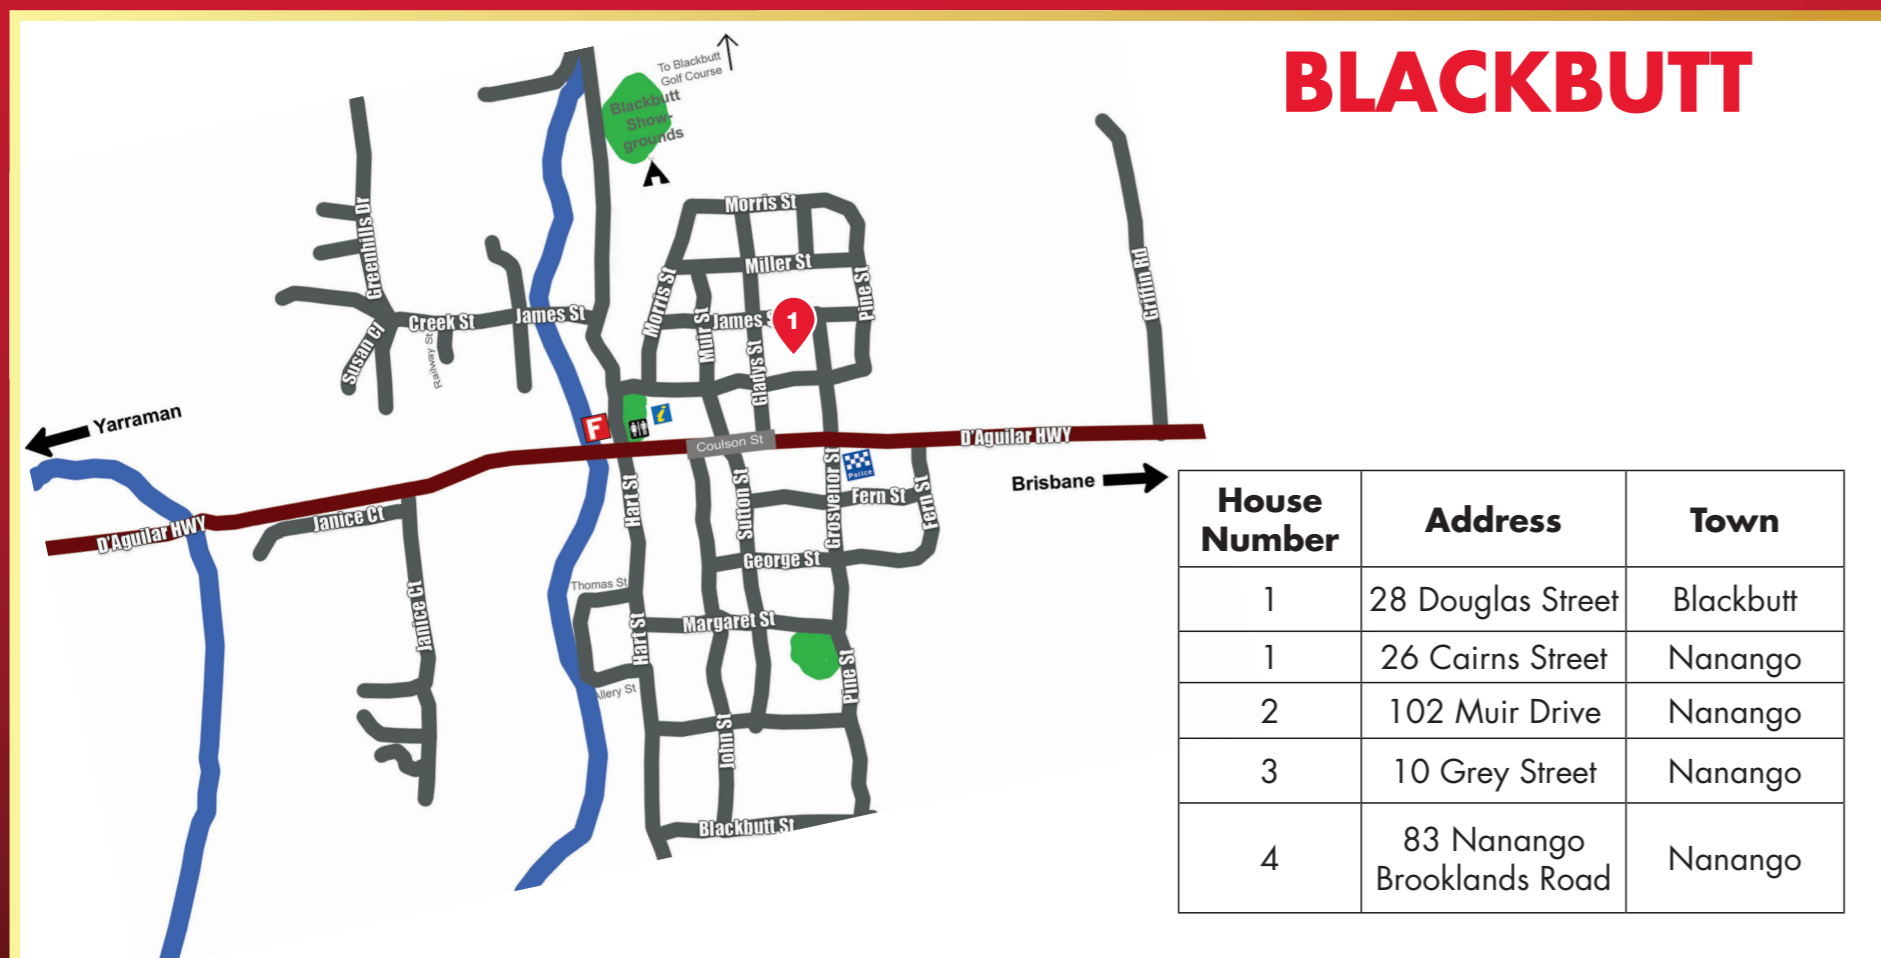 BLACKBUTT
To Blackbutt
Golf Course
Blackbutt
Show-
grounds
Morris St
Miller St
Greenhills Dr
Morris St
Pine St
Griffin Rd
James St
Creek St
James
1
Muir St
Susan Cl
Railway St
Gladys St
Yarraman
F
i
Coulson St
D'Aguilar HWY
Police
Brisbane
Hart St
Sutton St
Grosvenor St
Fern St
Fern St
Janice Ct
D'Aguilar HWY
George St
Thomas St
Janice Ct
Hart St
Margaret St
Pine St
Allery St
John St
Blackbutt St
House Number Address Town
1 28 Douglas Street Blackbutt
1 26 Cairns Street Nanango
2 102 Muir Drive Nanango
3 10 Grey Street Nanango
4 83 Nanango Brooklands Road Nanango